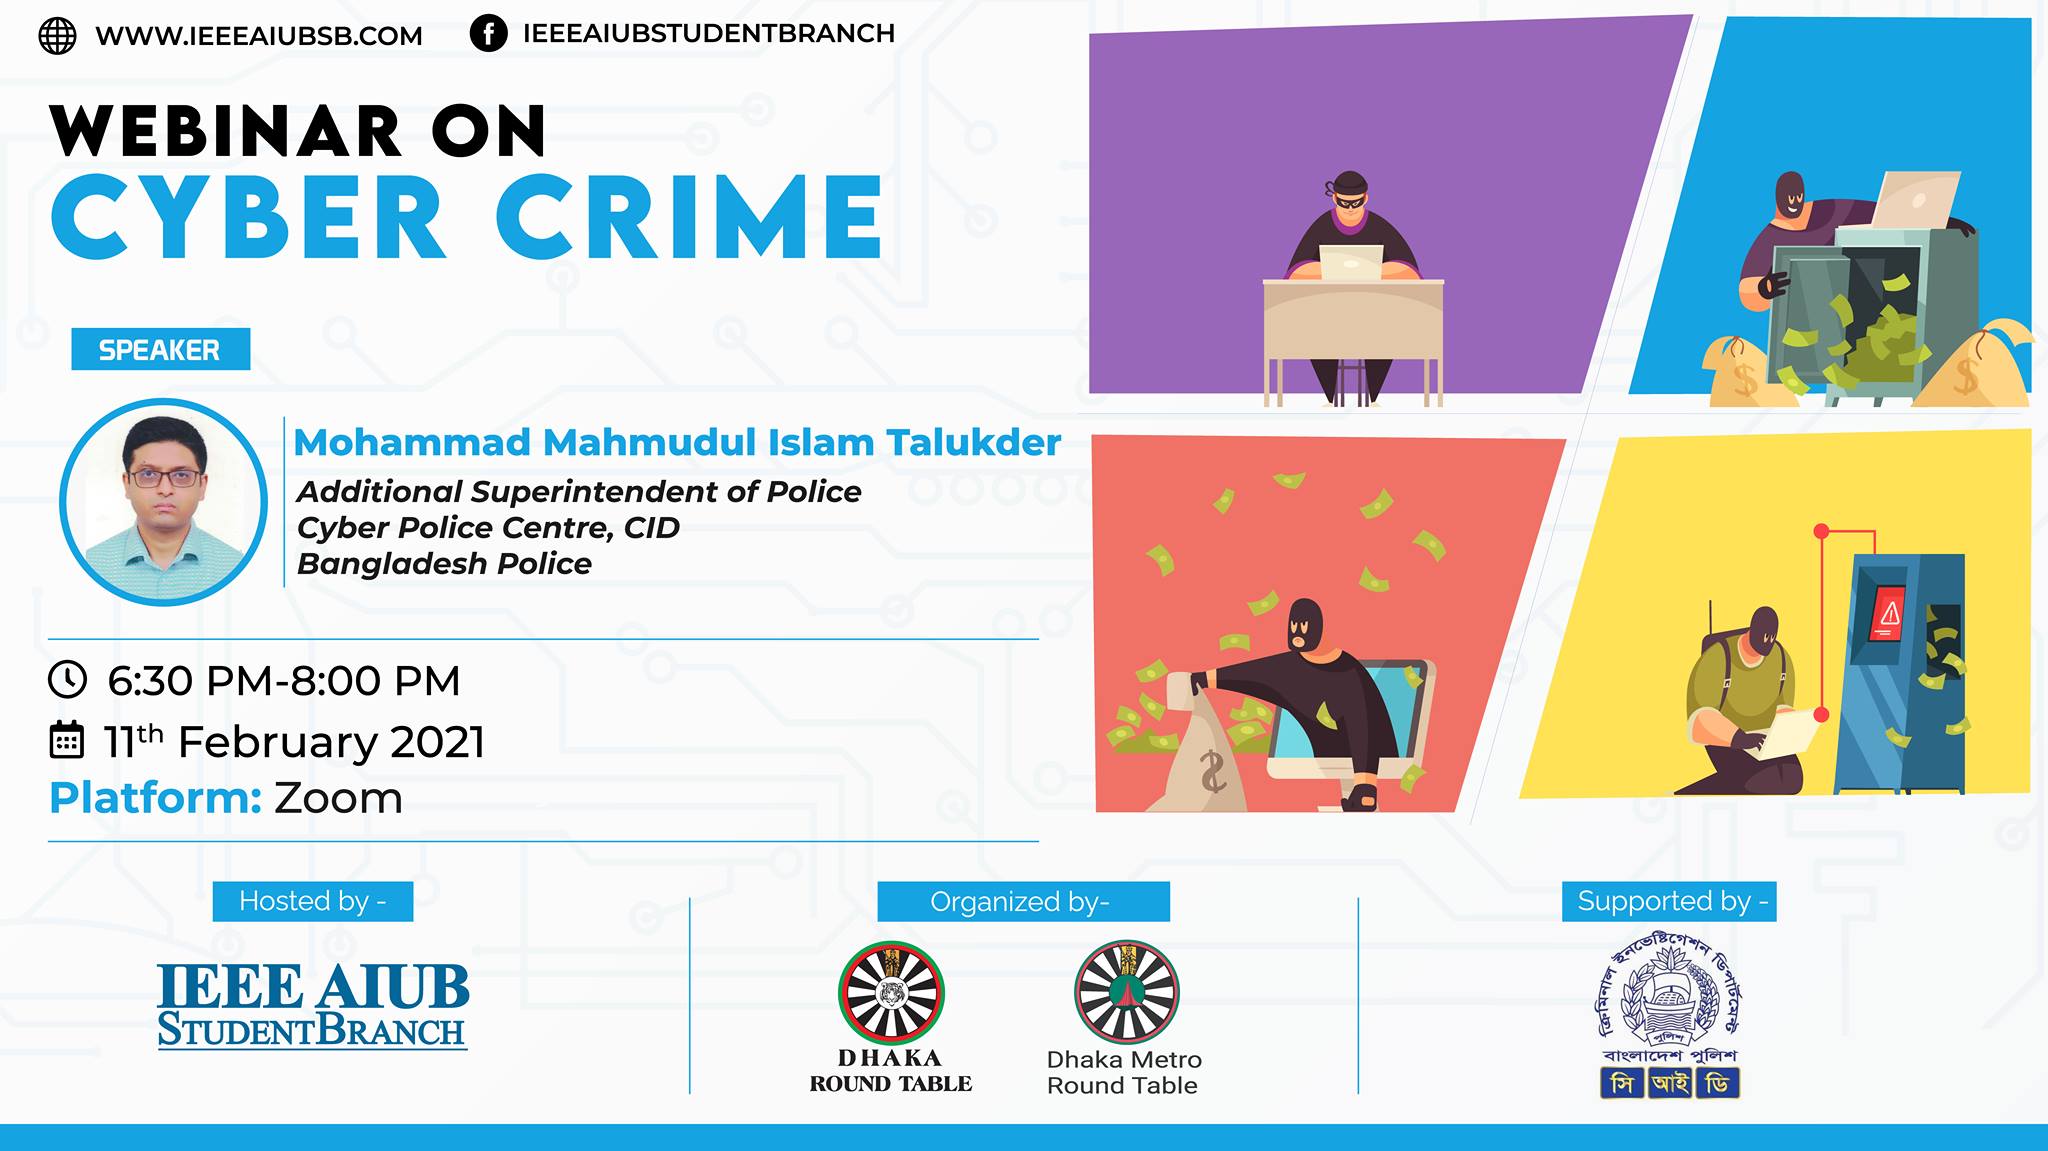 WWW.IEEEAIUBSB.COM
IEEEAIUBSTUDENTBRANCH
WEBINAR ON
CYBER CRIME
SPEAKER
Mohammad Mahmudul Islam Talukder
Additional Superintendent of Police
Cyber Police Centre, CID
Bangladesh Police
6:30 PM-8:00 PM
11th February 2021
Platform: Zoom
Hosted by -
IEEE AIUB
STUDENTBRANCH
Organized by-
DHAKA
ROUND TABLE
Dhaka Metro
Round Table
Supported by -
ক্রিমিনাল ইনভেস্টিগেশন ডিপার্টমেন্ট
পুলিশ
বাংলাদেশ পুলিশ
সি আই ডি